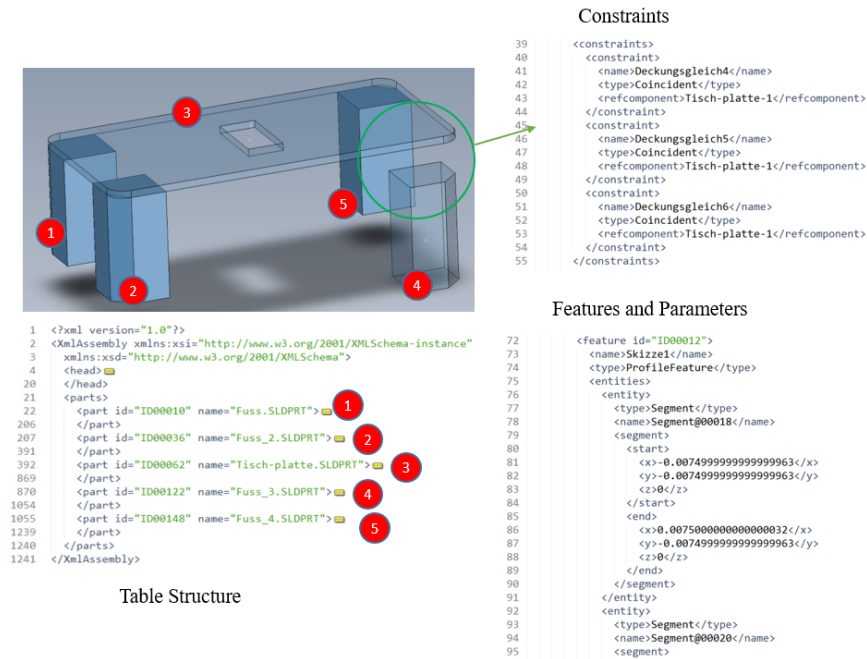 Constraints
39 <constraints>
40 <constraint>
41 <name>Deckungsgleich4</name>
42 <type>Coincident</type>
43 <refcomponent>Tisch-platte-1</refcomponent>
44 </constraint>
45 <constraint>
46 <name>Deckungsgleich5</name>
47 <type>Coincident</type>
48 <refcomponent>Tisch-platte-1</refcomponent>
49 </constraint>
50 <constraint>
51 <name>Deckungsgleich6</name>
52 <type>Coincident</type>
53 <refcomponent>Tisch-platte-1</refcomponent>
54 </constraint>
55 </constraints>
3
5
1
2
4
1 <?xml version="1.0"?>
2 <XmlAssembly xmlns:xsi="http://www.w3.org/2001/XMLSchema-instance"
3 xmlns:xsd="http://www.w3.org/2001/XMLSchema">
4 <head>
20 </head>
21 <parts>
22 <part id="ID00010" name="Fuss.SLDPRT"> 1
206 </part>
207 <part id="ID00036" name="Fuss_2.SLDPRT"> 2
391 </part>
392 <part id="ID00062" name="Tisch-platte.SLDPRT"> 3
869 </part>
870 <part id="ID00122" name="Fuss_3.SLDPRT"> 4
1054 </part>
1055 <part id="ID00148" name="Fuss_4.SLDPRT"> 5
1239 </part>
1240 </parts>
1241 </XmlAssembly>
Table Structure
Features and Parameters
72 <feature id="ID00012">
73 <name>Skizze1</name>
74 <type>ProfileFeature</type>
75 <entities>
76 <entity>
77 <type>Segment</type>
78 <name>Segment@00018</name>
79 <segment>
80 <start>
81 <x>-0.0074999999999999963</x>
82 <y>-0.0074999999999999963</y>
83 <z>0</z>
84 </start>
85 <end>
86 <x>0.0075000000000000032</x>
87 <y>-0.0074999999999999963</y>
88 <z>0</z>
89 </end>
90 </segment>
91 </entity>
92 <entity>
93 <type>Segment</type>
94 <name>Segment@00020</name>
95 <segment>